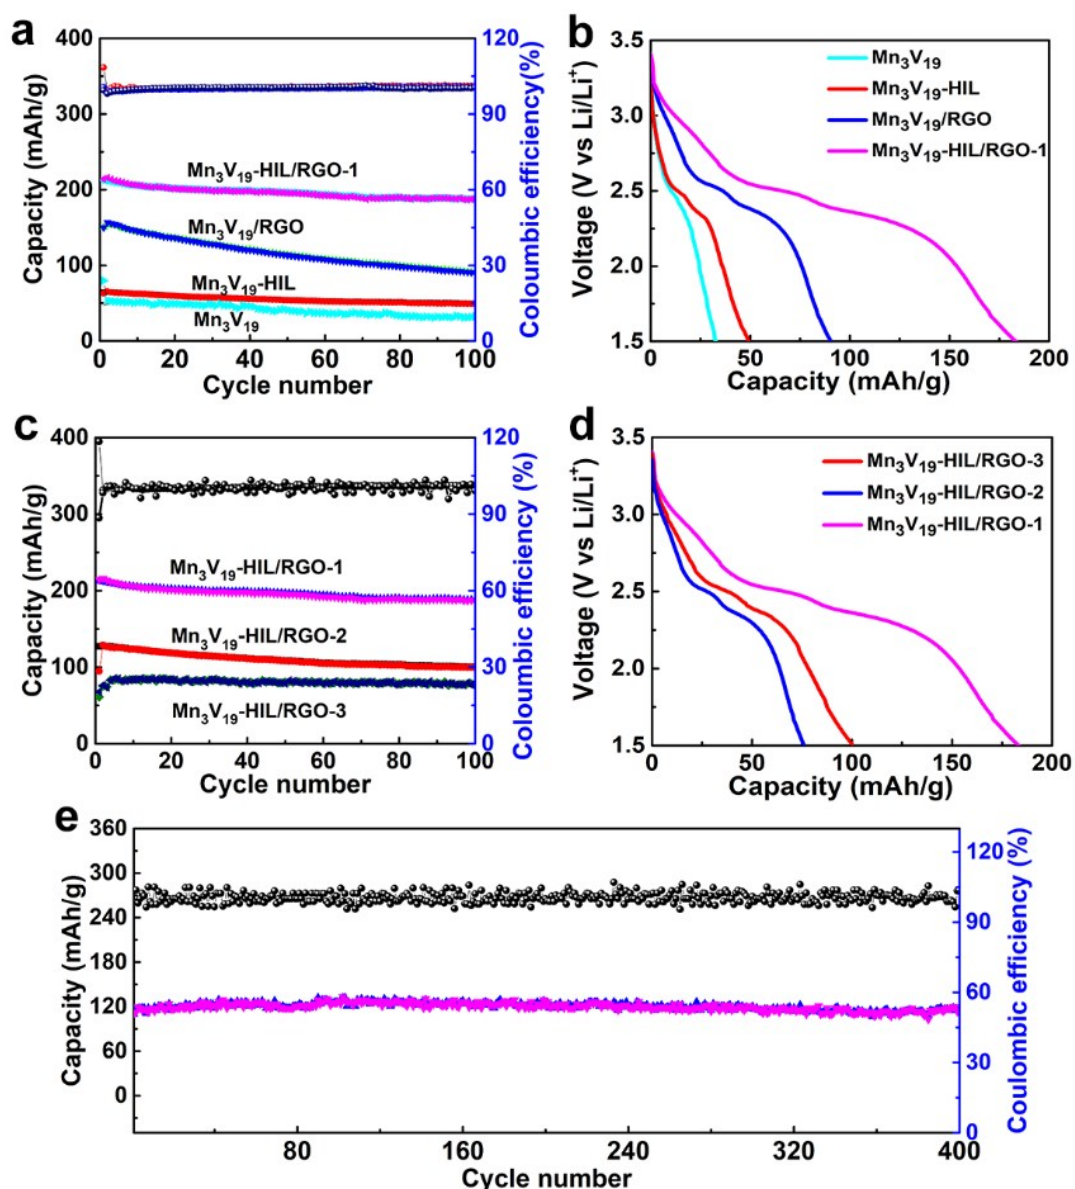 a
400
300
200
100
0
Capacity (mAh/g)
120
90
60
30
0
Coloumbic efficiency(%)
Mn₃V₁₉-HIL/RGO-1
Mn₃V₁₉/RGO
Mn₃V₁₉-HIL
Mn₃V₁₉
0 20 40 60 80 100
Cycle number
b
3.5
3.0
2.5
2.0
1.5
Voltage (V vs Li/Li⁺)
Mn₃V₁₉
Mn₃V₁₉-HIL
Mn₃V₁₉/RGO
Mn₃V₁₉-HIL/RGO-1
0 50 100 150 200
Capacity (mAh/g)
c
400
300
200
100
0
Capacity (mAh/g)
120
90
60
30
0
Coloumbic efficiency (%)
Mn₃V₁₉-HIL/RGO-1
Mn₃V₁₉-HIL/RGO-2
Mn₃V₁₉-HIL/RGO-3
0 20 40 60 80 100
Cycle number
d
3.5
3.0
2.5
2.0
1.5
Voltage (V vs Li/Li⁺)
Mn₃V₁₉-HIL/RGO-3
Mn₃V₁₉-HIL/RGO-2
Mn₃V₁₉-HIL/RGO-1
0 50 100 150 200
Capacity (mAh/g)
e
360
300
240
180
120
60
0
Capacity (mAh/g)
120
90
60
30
0
Coulombic efficiency (%)
80 160 240 320 400
Cycle number